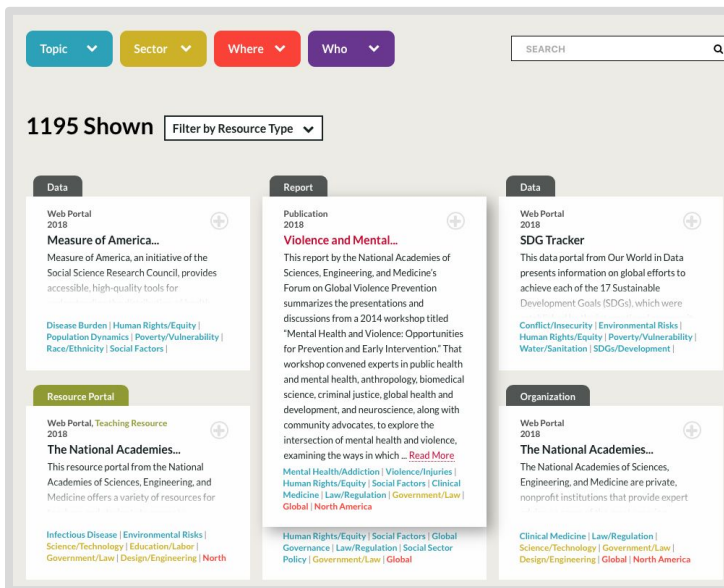 Topic
Sector
Where
Who
SEARCH
1195 Shown
Filter by Resource Type
Data
Web Portal
2018
Measure of America...
Measure of America, an initiative of the
Social Science Research Council, provides
accessible, high-quality tools for
Disease Burden | Human Rights/Equity |
Population Dynamics | Poverty/Vulnerability |
Race/Ethnicity | Social Factors |
Report
Publication
2018
Violence and Mental...
This report by the National Academies of
Sciences, Engineering, and Medicine's
Forum on Global Violence Prevention
summarizes the presentations and
discussions from a 2014 workshop titled
"Mental Health and Violence: Opportunities
for Prevention and Early Intervention." That
workshop convened experts in public health
and mental health, anthropology, biomedical
science, criminal justice, global health and
development, and neuroscience, along with
community advocates, to explore the
intersection of mental health and violence,
examining the ways in which ... Read More
Mental Health/Addiction | Violence/Injuries |
Human Rights/Equity | Social Factors | Clinical
Medicine | Law/Regulation | Government/Law |
Global | North America
Data
Web Portal
2018
SDG Tracker
This data portal from Our World in Data
presents information on global efforts to
achieve each of the 17 Sustainable
Development Goals (SDGs), which were
Conflict/Insecurity | Environmental Risks |
Human Rights/Equity | Poverty/Vulnerability |
Water/Sanitation | SDGs/Development |
Resource Portal
Web Portal, Teaching Resource
2018
The National Academies...
This resource portal from the National
Academies of Sciences, Engineering, and
Medicine offers a variety of resources for
Infectious Disease | Environmental Risks |
Science/Technology | Education/Labor |
Government/Law | Design/Engineering | North
Human Rights/Equity | Social Factors | Global
Governance | Law/Regulation | Social Sector
Policy | Government/Law | Global
Organization
Web Portal
2018
The National Academies...
The National Academies of Sciences,
Engineering, and Medicine are private,
nonprofit institutions that provide expert
Clinical Medicine | Law/Regulation |
Science/Technology | Government/Law |
Design/Engineering | Global | North America